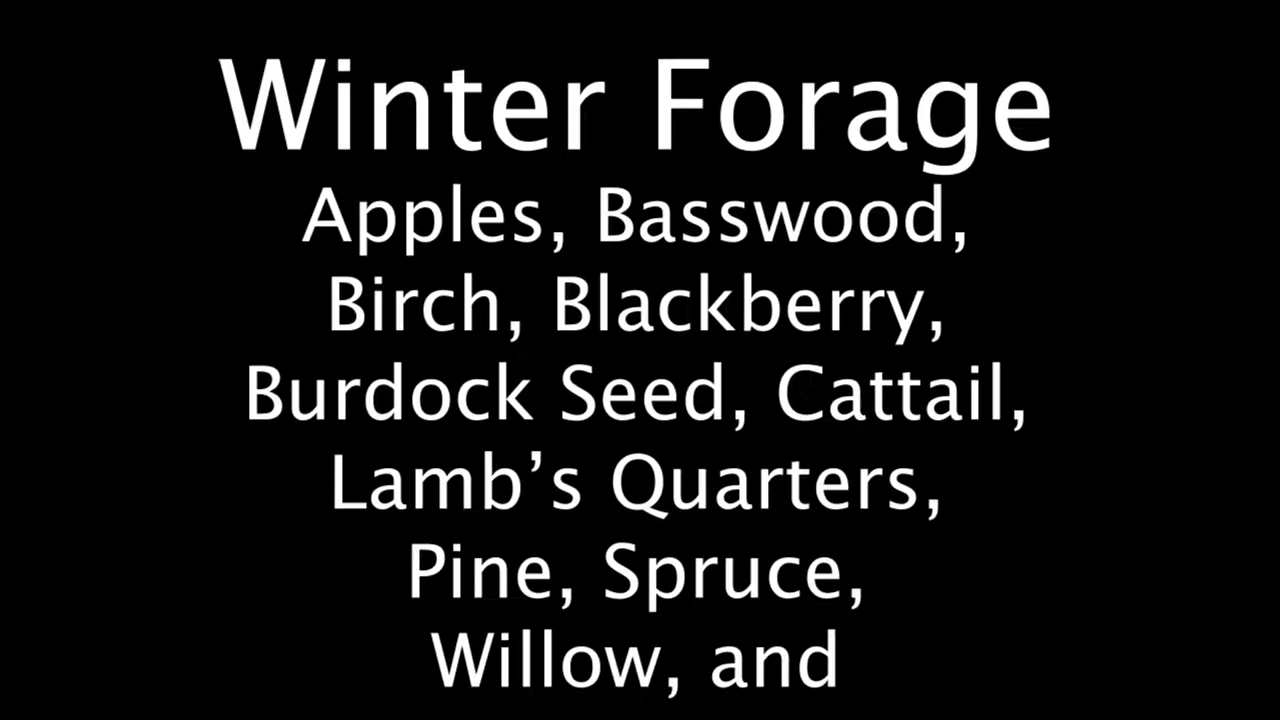 Winter Forage
Apples, Basswood,
Birch, Blackberry,
Burdock Seed, Cattail,
Lamb’s Quarters,
Pine, Spruce,
Willow, and